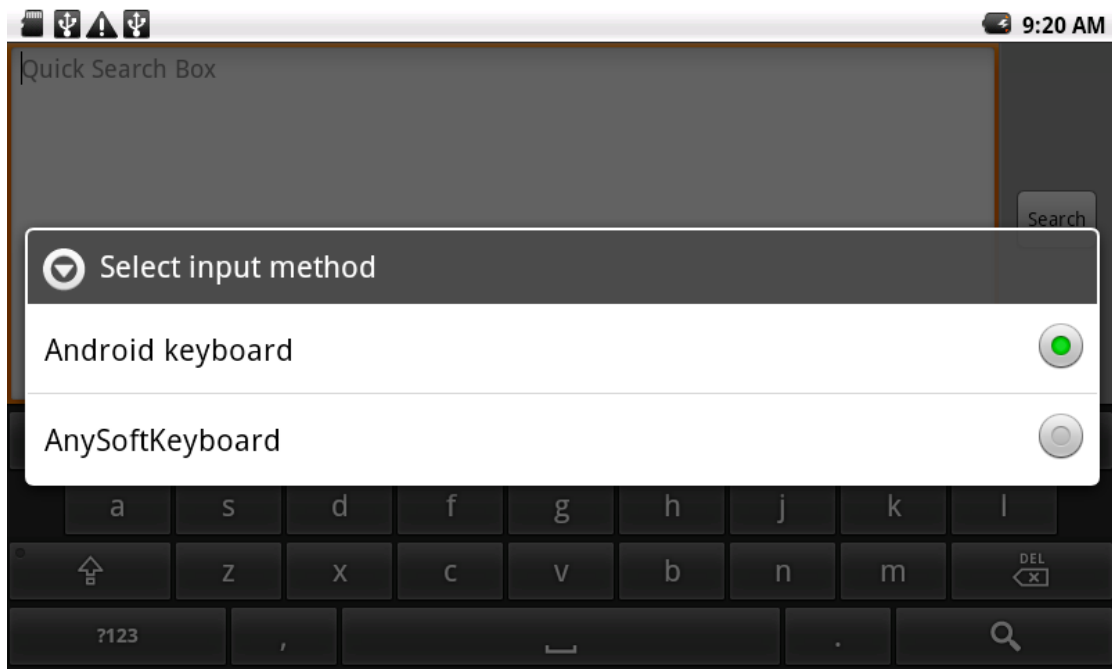 9:20 AM
Quick Search Box
Search
Select input method
Android keyboard
AnySoftKeyboard
a s d f g h j k l
z x c v b n m DEL
?123 , .